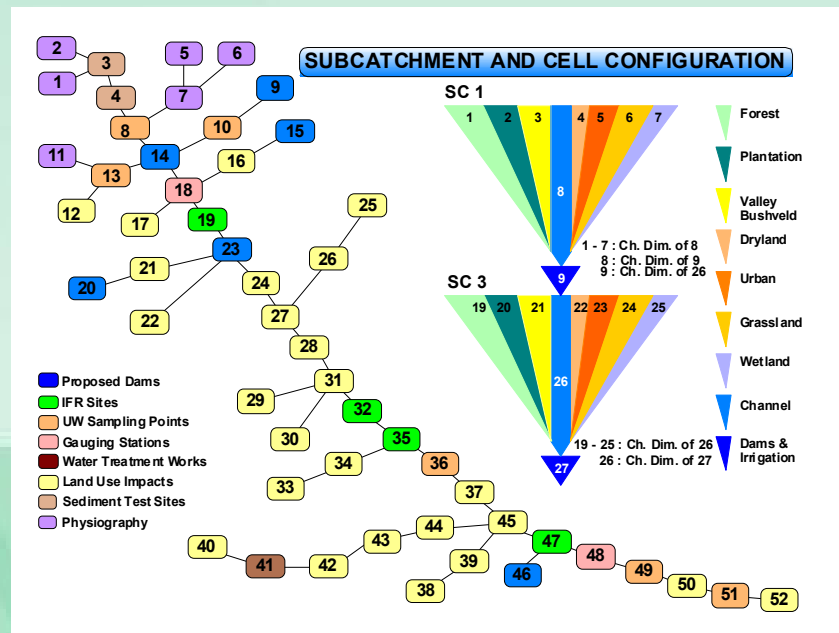 SUBCATCHMENT AND CELL CONFIGURATION
2
5
6
3
1
9
4
7
8
10
15
11
14
16
13
18
12
17
19
25
23
21
26
20
24
22
27
28
31
29
32
30
35
34
36
33
37
45
44
43
47
40
48
42
39
41
46
49
38
50
51
52
SC 1
1 2 3 4 5 6 7
8
1 - 7 : Ch. Dim. of 8
8 : Ch. Dim. of 9
9 : Ch. Dim. of 26
9
SC 3
19 20 21 22 23 24 25
26
19 - 25 : Ch. Dim. of 26
26 : Ch. Dim. of 27
27
Forest
Plantation
Valley
Bushveld
Dryland
Urban
Grassland
Wetland
Channel
Dams &
Irrigation
Proposed Dams
IFR Sites
UW Sampling Points
Gauging Stations
Water Treatment Works
Land Use Impacts
Sediment Test Sites
Physiography